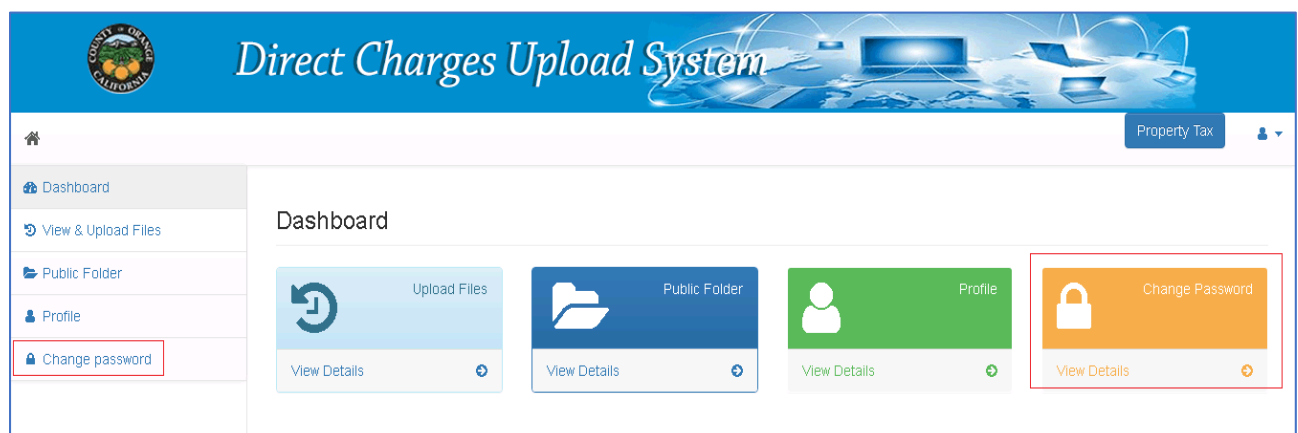 COUNTY OF ORANGE
CALIFORNIA
Direct Charges Upload System
Property Tax
Dashboard
View & Upload Files
Public Folder
Profile
Change password
Dashboard
Upload Files
View Details
Public Folder
View Details
Profile
View Details
Change Password
View Details